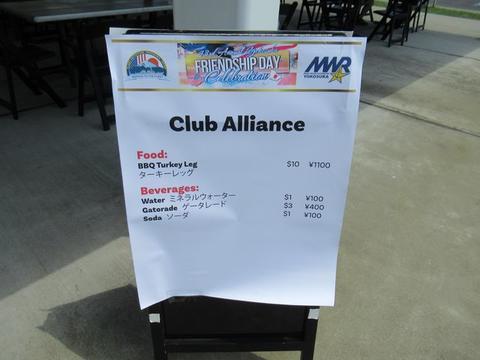 FRIENDSHIP DAY
Celebration
MWR
YOKOSUKA
Club Alliance
Food:
BBQ Turkey Leg $10 ¥1100
ターキーレッグ
Beverages:
Water ミネラルウォーター $1 ¥100
Gatorade ゲータレード $3 ¥400
Soda ソーダ $1 ¥100